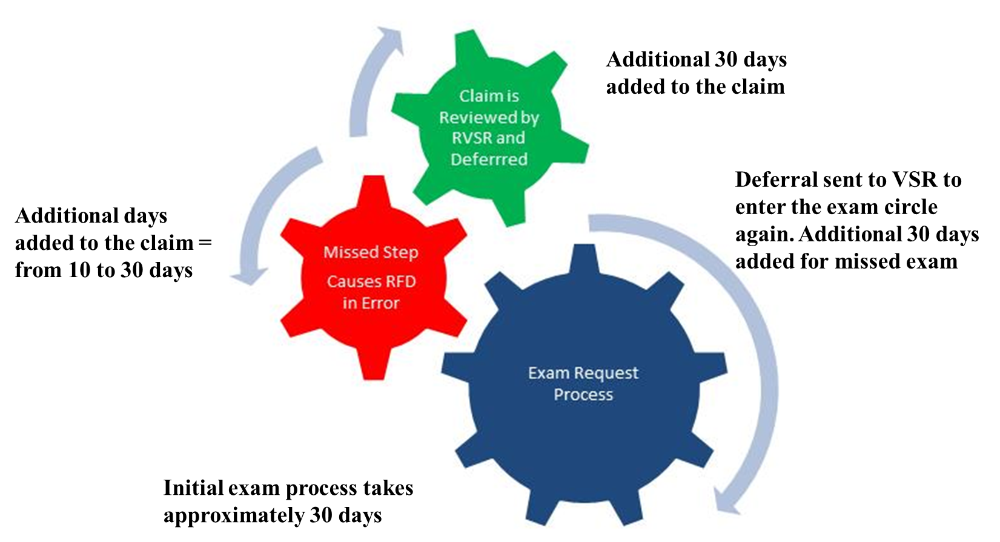 Additional 30 days
added to the claim
Claim is
Reviewed by
RVSR and
Deferrred
Deferral sent to VSR to
enter the exam circle
again. Additional 30 days
added for missed exam
Additional days
added to the claim =
from 10 to 30 days
Missed Step
Causes RFD
in Error
Exam Request
Process
Initial exam process takes
approximately 30 days